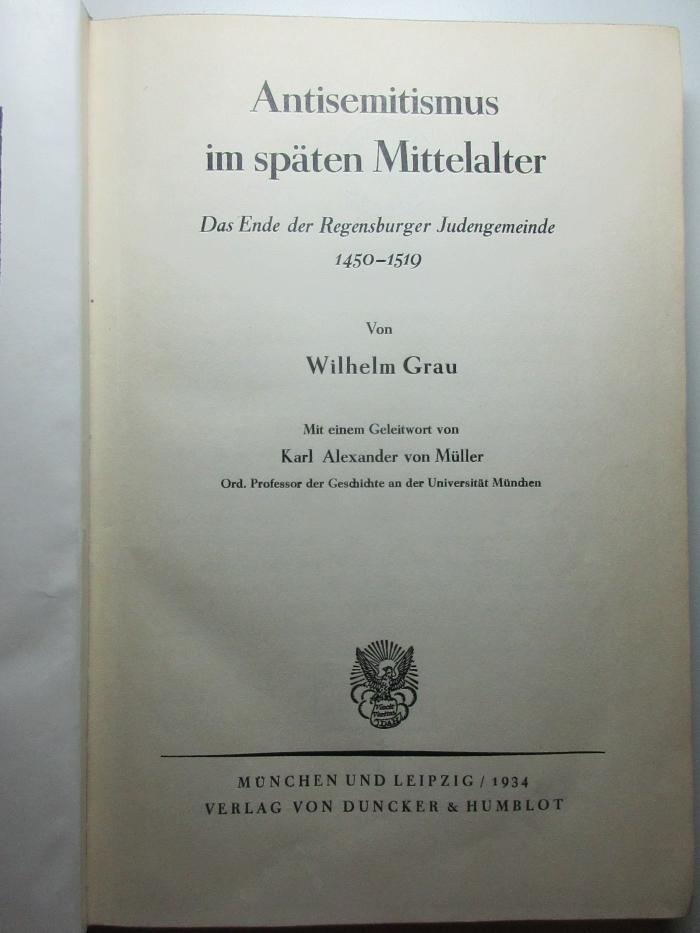 Antisemitismus
im späten Mittelalter
Das Ende der Regensburger Judengemeinde
1450–1519
Von
Wilhelm Grau
Mit einem Geleitwort von
Karl Alexander von Müller
Ord. Professor der Geschichte an der Universität München
MÜNCHEN UND LEIPZIG / 1934
VERLAG VON DUNCKER & HUMBLOT